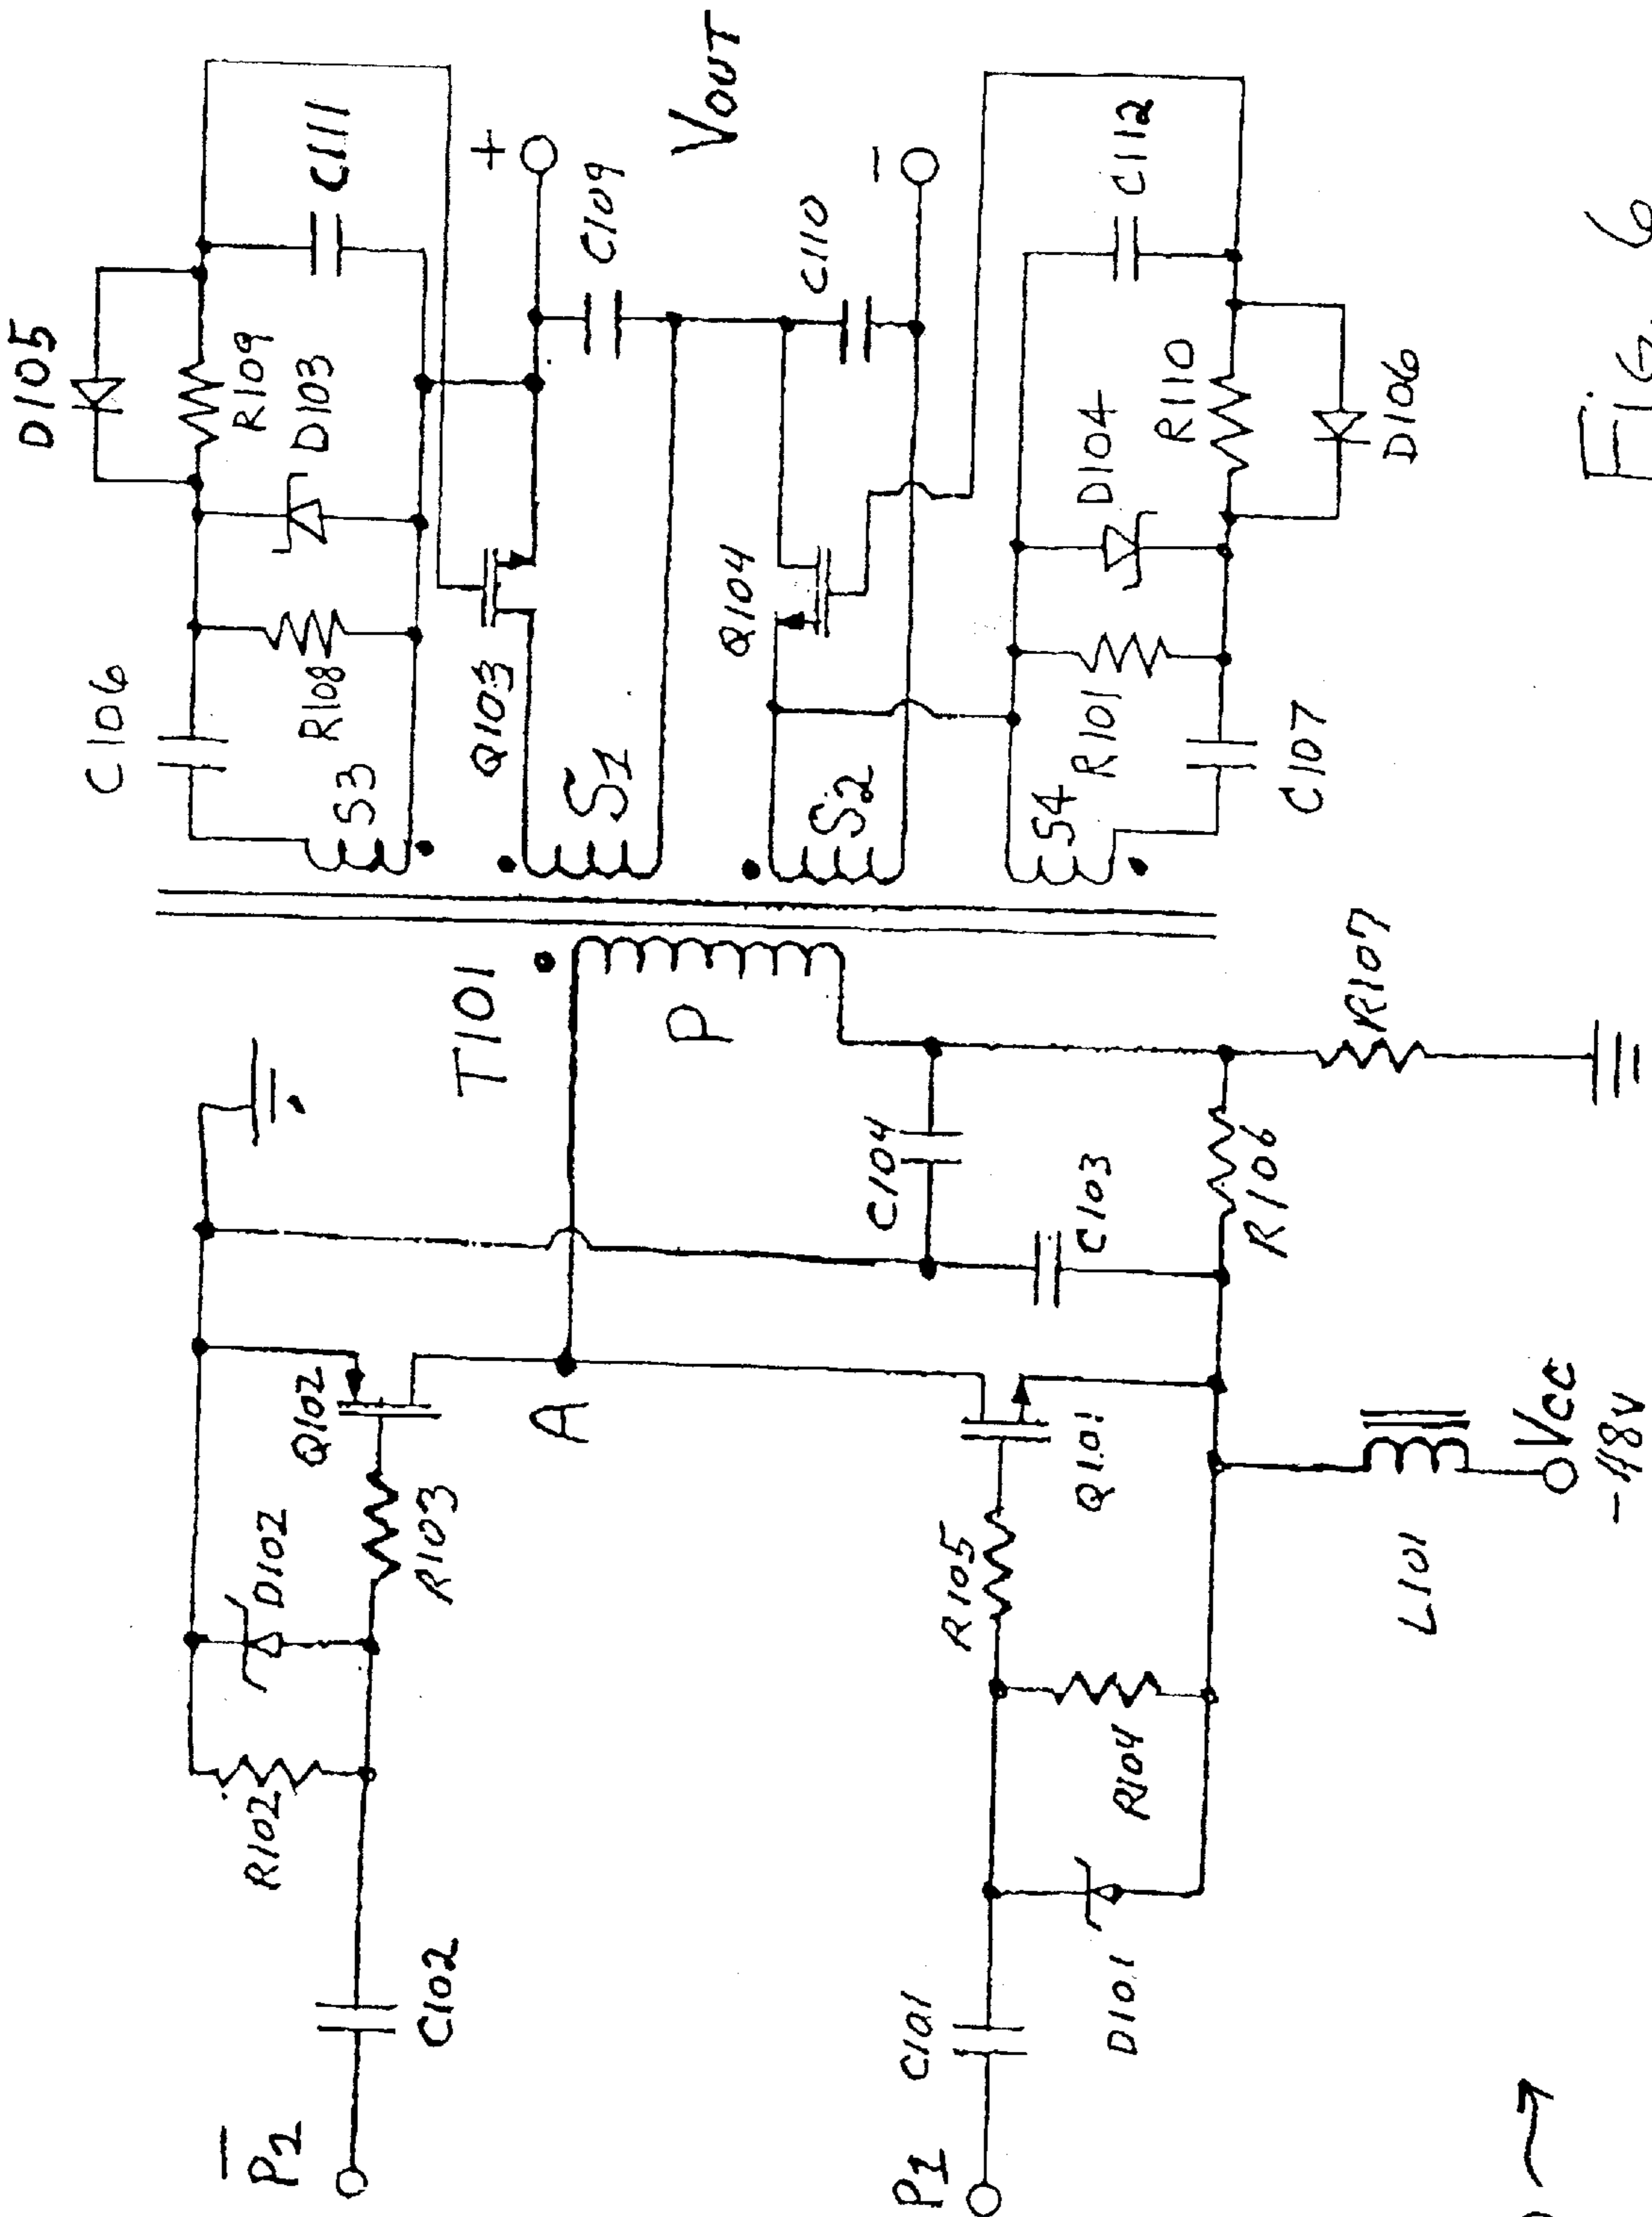 D105
C111
R109
D103
C106
R108
S3
+
Q103
S1
C109
Vout
Q104
S2
C110
−
S4
R101
D104
R110
C112
C107
D106
T101
P
Q102
D102
R103
R102
C102
P1
A
C104
C103
R106
R107
Q101
R105
R104
D101
C101
P1
L101
Vcc
-48V
Fig. 6